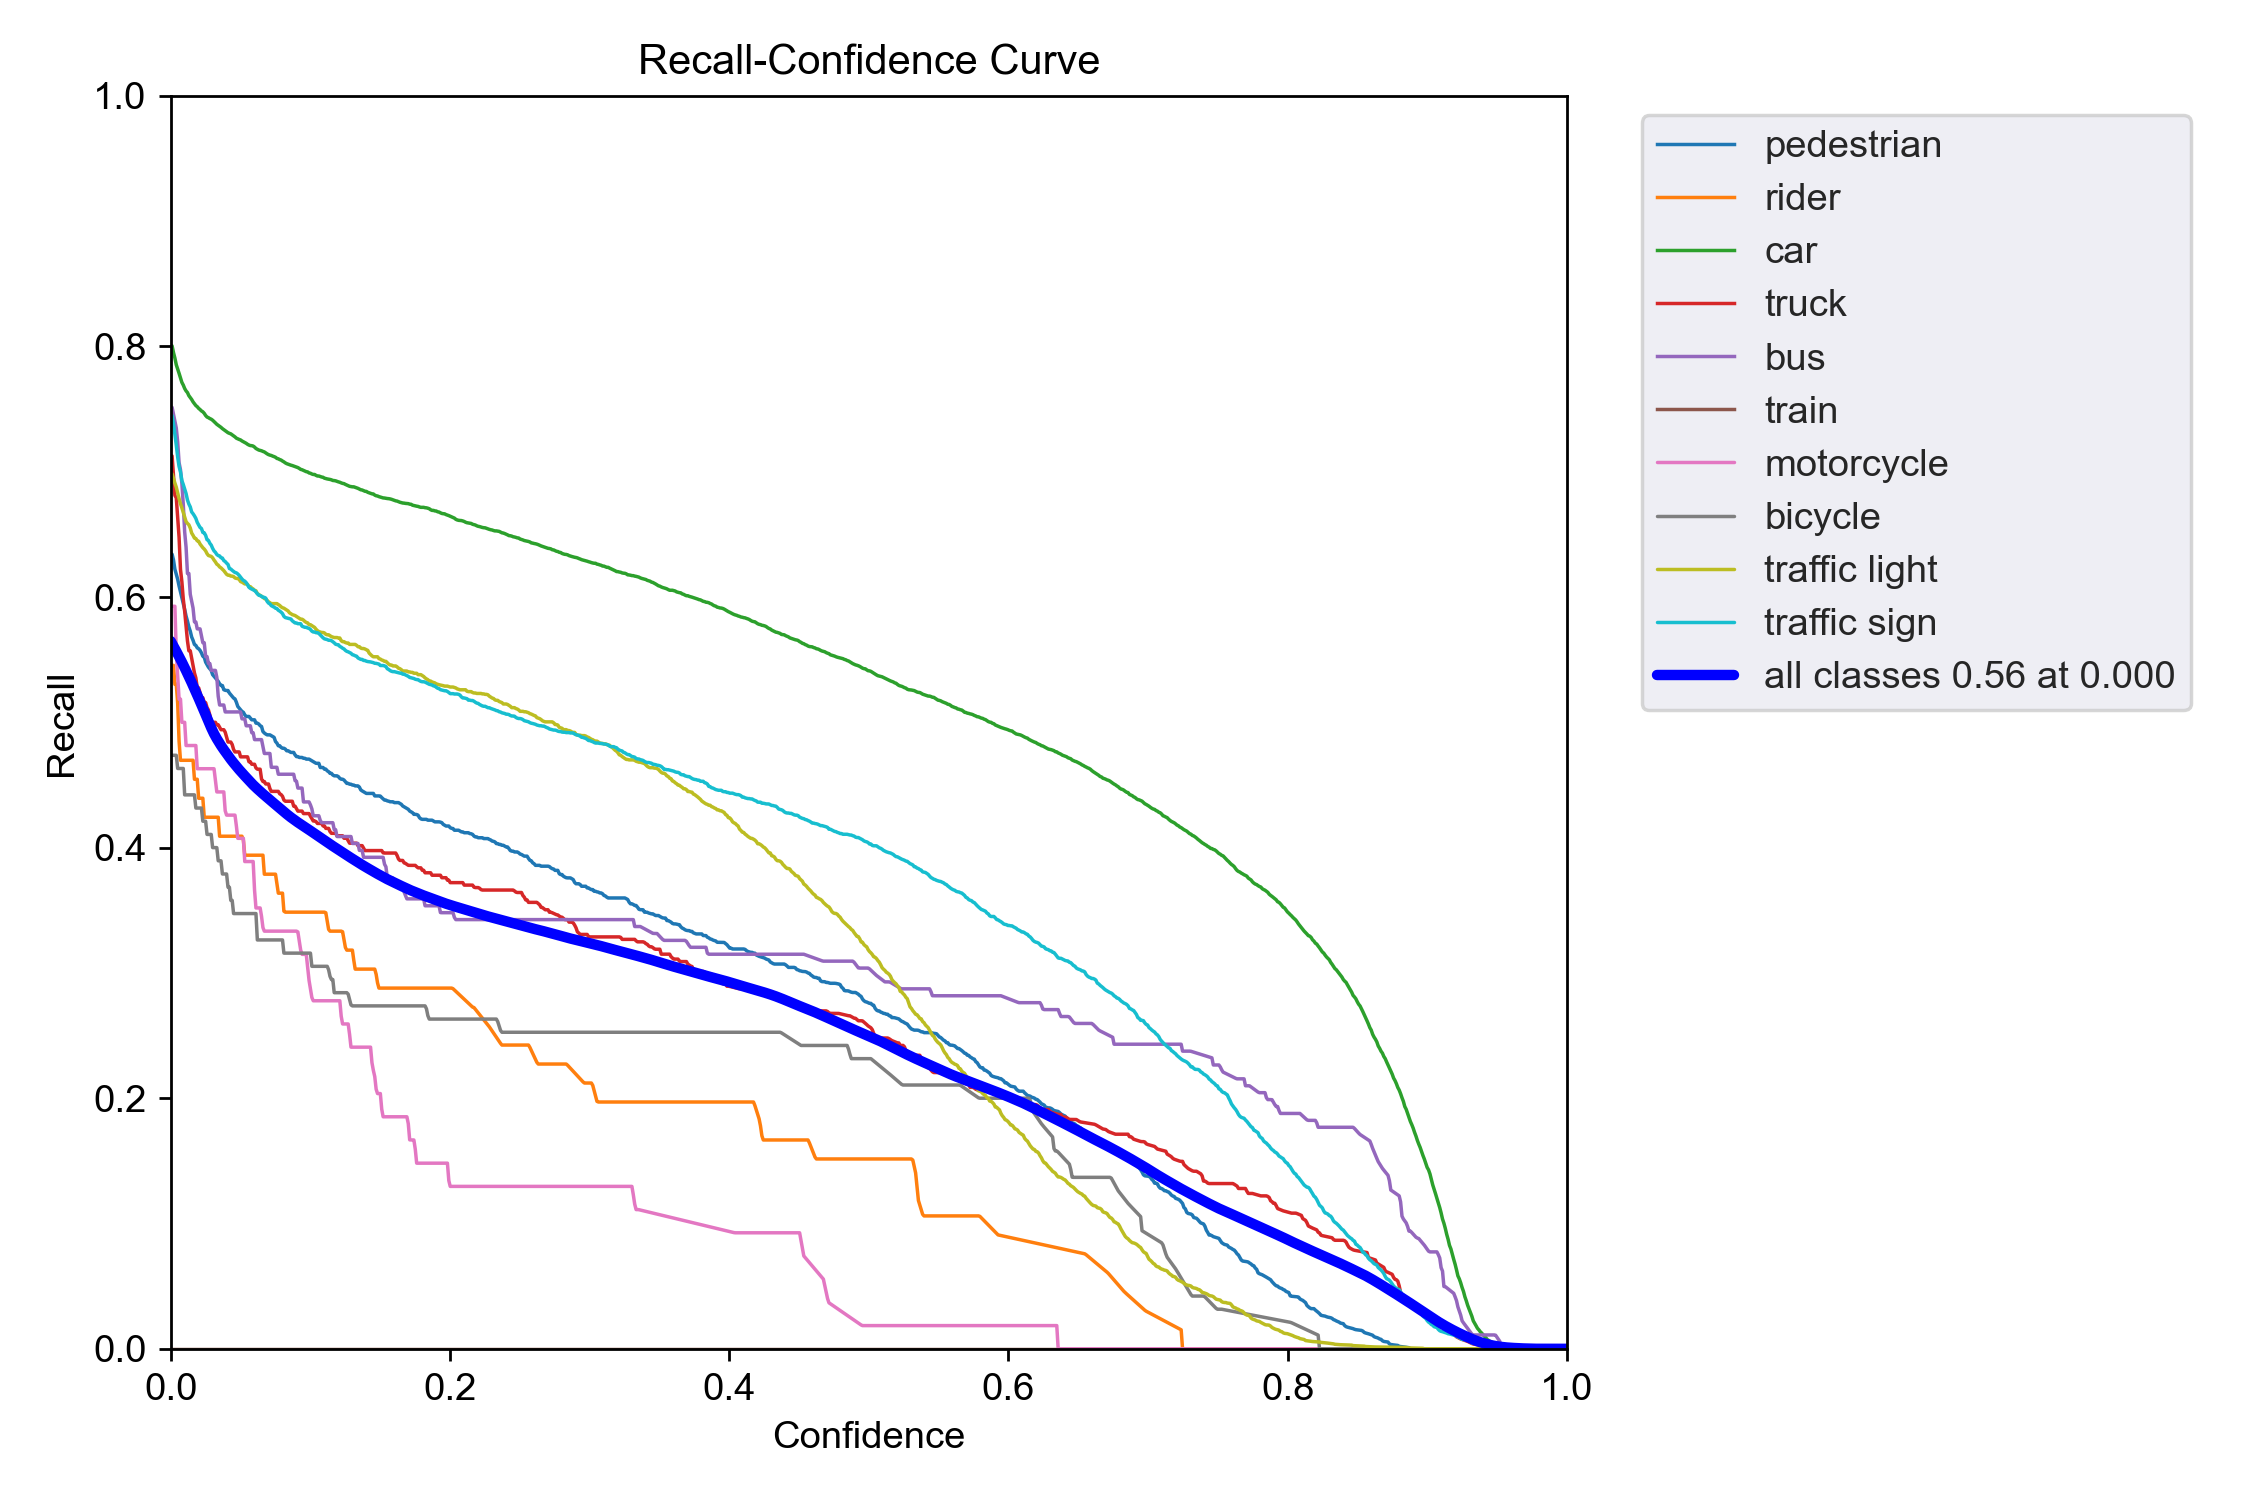 Recall-Confidence Curve
1.0
0.8
0.6
0.4
0.2
0.0
Recall
0.0 0.2 0.4 0.6 0.8 1.0
Confidence
pedestrian
rider
car
truck
bus
train
motorcycle
bicycle
traffic light
traffic sign
all classes 0.56 at 0.000